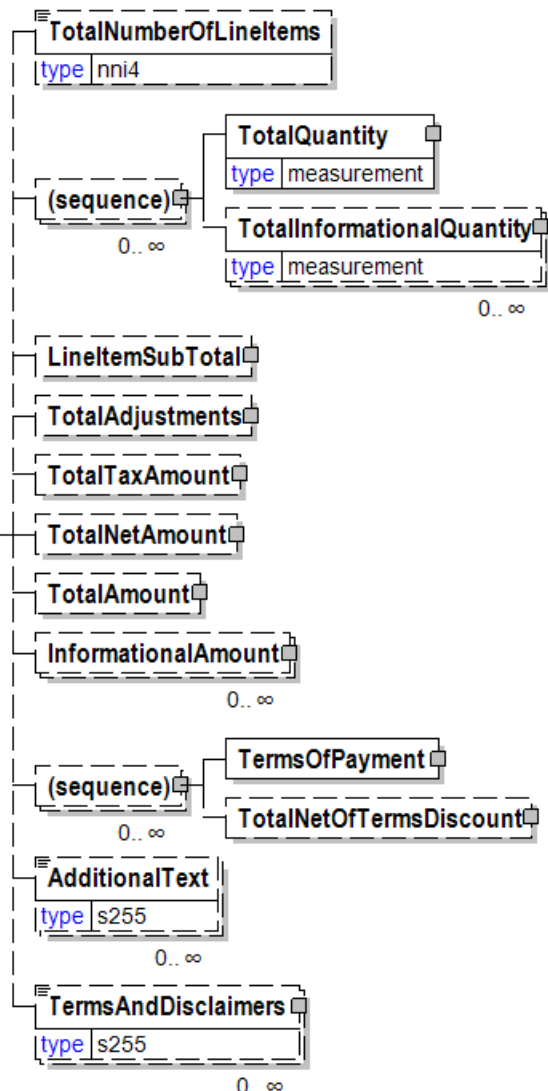 TotalNumberOfLineItems
type nni4
TotalQuantity
type measurement
(sequence)
0.. ∞
TotalInformationalQuantity
type measurement
0.. ∞
LineItemSubTotal
TotalAdjustments
TotalTaxAmount
TotalNetAmount
TotalAmount
InformationalAmount
0.. ∞
TermsOfPayment
(sequence)
0.. ∞
TotalNetOfTermsDiscount
AdditionalText
type s255
0.. ∞
TermsAndDisclaimers
type s255
0.. ∞